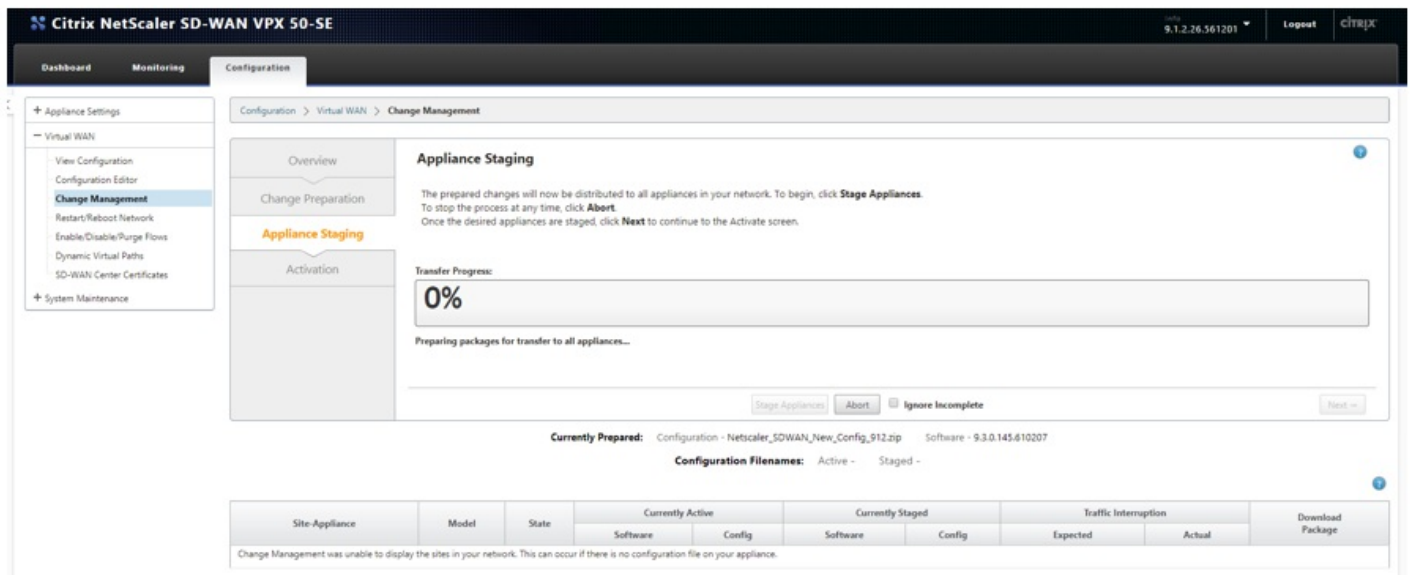 Citrix NetScaler SD-WAN VPX 50-SE
9.1.2.26.561201
Logout
citrix
Dashboard Monitoring Configuration
+ Appliance Settings
− Virtual WAN
View Configuration
Configuration Editor
Change Management
Restart/Reboot Network
Enable/Disable/Purge Flows
Dynamic Virtual Paths
SD-WAN Center Certificates
+ System Maintenance
Configuration > Virtual WAN > Change Management
Overview
Change Preparation
Appliance Staging
Activation
Appliance Staging
The prepared changes will now be distributed to all appliances in your network. To begin, click Stage Appliances.
To stop the process at any time, click Abort.
Once the desired appliances are staged, click Next to continue to the Activate screen.
Transfer Progress:
0%
Preparing packages for transfer to all appliances...
Stage Appliances Abort Ignore Incomplete Next
Currently Prepared: Configuration - Netscaler_SDWAN_New_Config_912.zip Software - 9.3.0.145.610207
Configuration Filenames: Active - Staged -
Site-Appliance Model State Currently Active Currently Staged Traffic Interruption Download Package
Software Config Software Config Expected Actual
Change Management was unable to display the sites in your network. This can occur if there is no configuration file on your appliance.